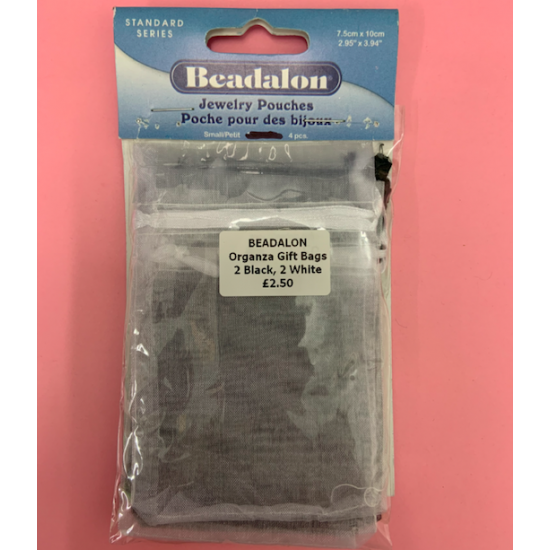 STANDARD
SERIES
7.5cm x 10cm
2.95" x 3.94"
Beadalon
Jewelry Pouches
Poche pour des bijoux
Small/Petit 4 pcs.
BEADALON
Organza Gift Bags
2 Black, 2 White
£2.50